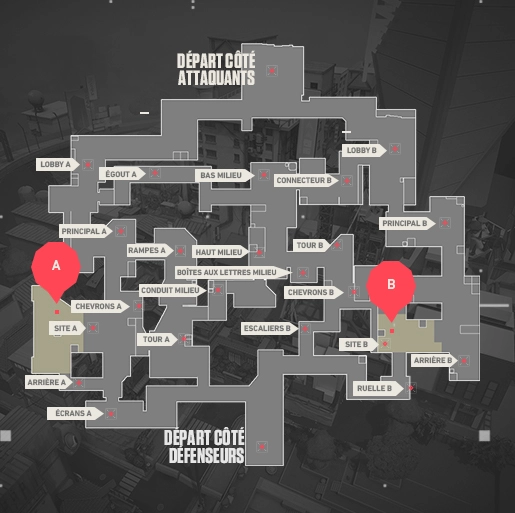 DÉPART CÔTÉ
ATTAQUANTS
LOBBY B
LOBBY A
ÉGOUT A
BAS MILIEU
CONNECTEUR B
PRINCIPAL B
PRINCIPAL A
RAMPES A
HAUT MILIEU
TOUR B
A
BOÎTES AUX LETTRES MILIEU
B
CONDUIT MILIEU
CHEVRONS B
CHEVRONS A
SITE A
ESCALIERS B
TOUR A
SITE B
ARRIÈRE B
ARRIÈRE A
RUELLE B
ÉCRANS A
DÉPART CÔTÉ
DÉFENSEURS